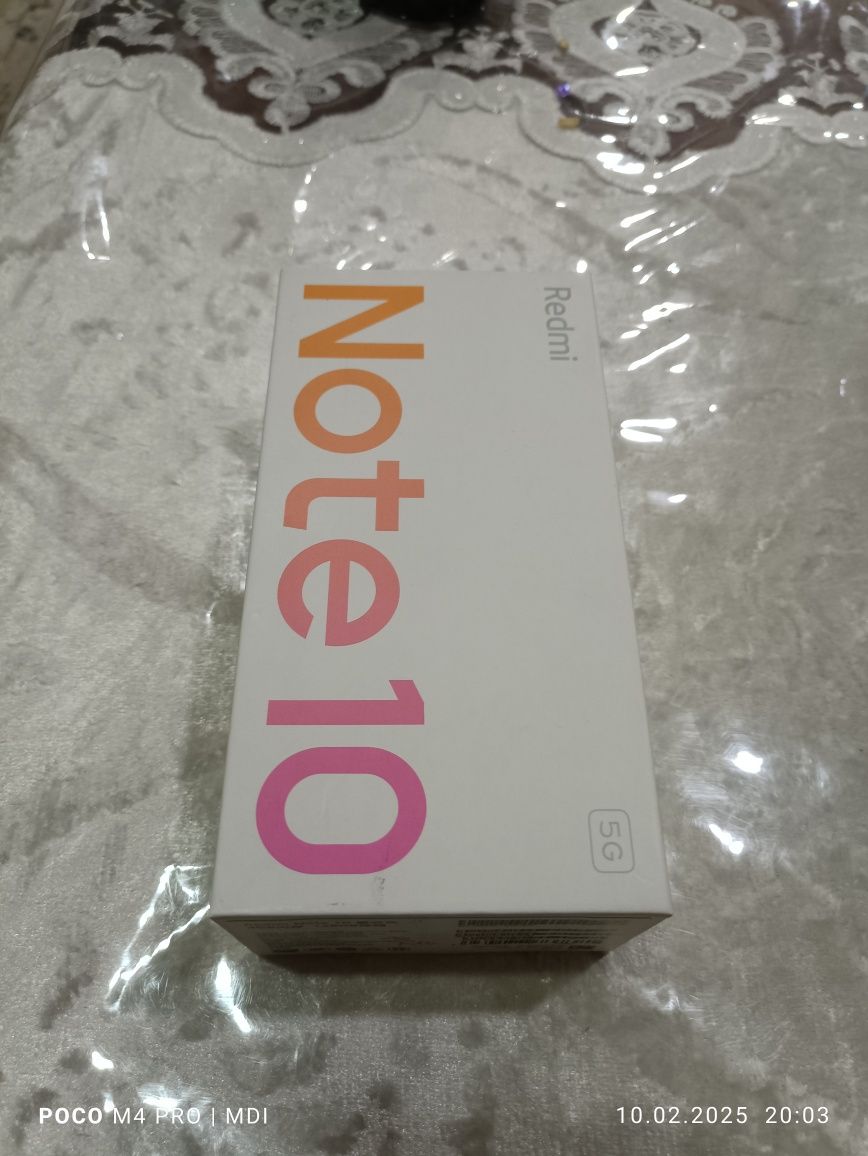 Redmi
Note 10
5G
POCO M4 PRO | MDI
10.02.2025 20:03